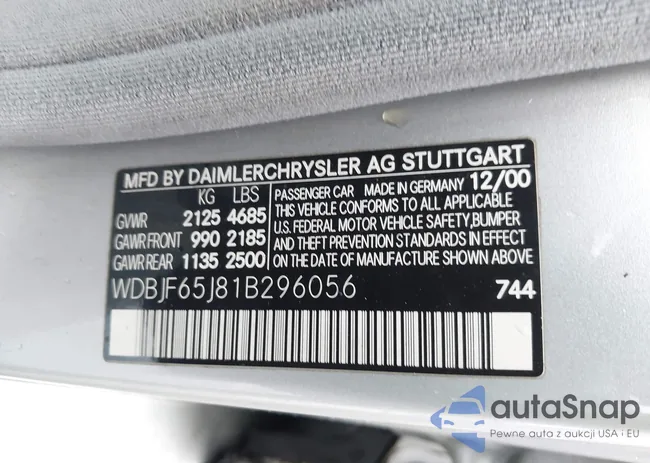 MFD BY DAIMLERCHRYSLER AG STUTTGART
KG LBS
GVWR 2125 4685
GAWR FRONT 990 2185
GAWR REAR 1135 2500
PASSENGER CAR MADE IN GERMANY 12/00
THIS VEHICLE CONFORMS TO ALL APPLICABLE
U.S. FEDERAL MOTOR VEHICLE SAFETY,BUMPER
AND THEFT PREVENTION STANDARDS IN EFFECT
ON THE DATE OF MANUFACTURE SHOWN ABOVE
WDBJF65J81B296056 744
autoSnap
Pewne auta z aukcji USA i EU